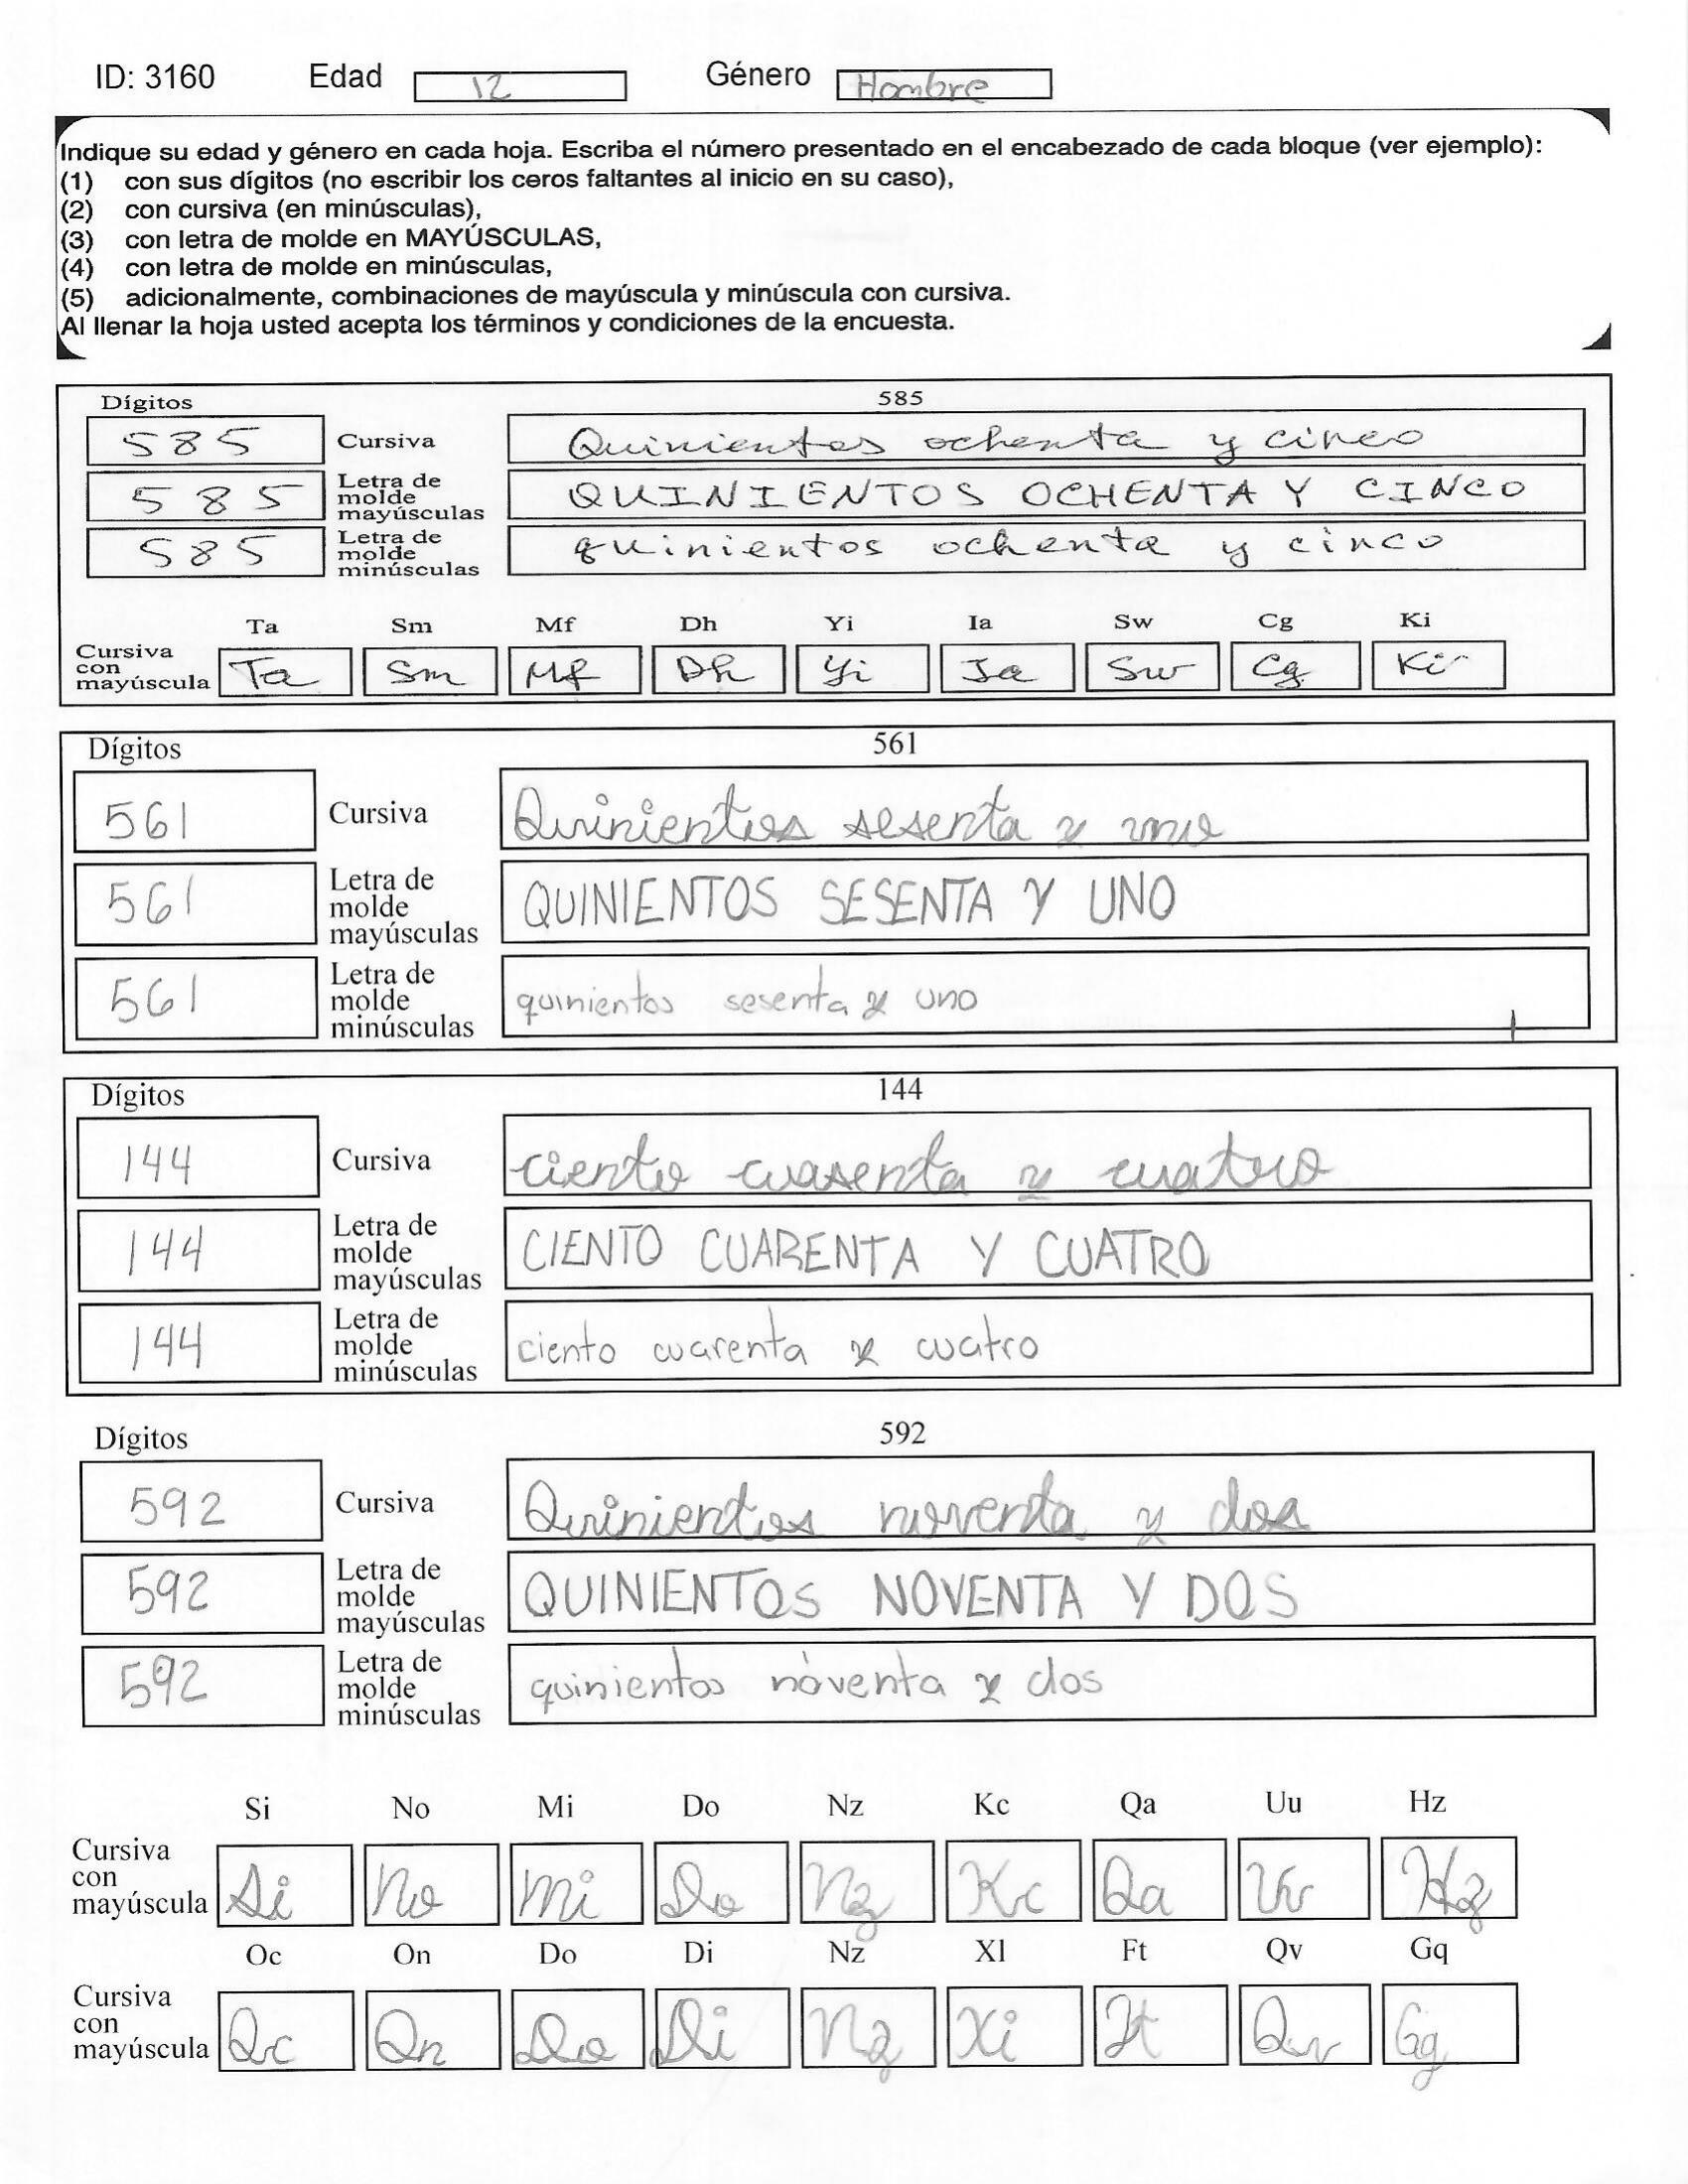 ID: 3160 Edad 12 Género Hombre
Indique su edad y género en cada hoja. Escriba el número presentado en el encabezado de cada bloque (ver ejemplo):
(1) con sus dígitos (no escribir los ceros faltantes al inicio en su caso),
(2) con cursiva (en minúsculas),
(3) con letra de molde en MAYÚSCULAS,
(4) con letra de molde en minúsculas,
(5) adicionalmente, combinaciones de mayúscula y minúscula con cursiva.
Al llenar la hoja usted acepta los términos y condiciones de la encuesta.
Dígitos 585
585 Cursiva Quinientos ochenta y cinco
585 Letra de molde mayúsculas QUINIENTOS OCHENTA Y CINCO
585 Letra de molde minúsculas quinientos ochenta y cinco
Ta Sm Mf Dh Yi Ia Sw Cg Ki
Cursiva con mayúscula Ta Sm Mf Dh Yi Ia Sw Cg Ki
Dígitos 561
561 Cursiva Quinientos sesenta y uno
561 Letra de molde mayúsculas QUINIENTOS SESENTA Y UNO
561 Letra de molde minúsculas quinientos sesenta y uno
Dígitos 144
144 Cursiva ciento cuarenta y cuatro
144 Letra de molde mayúsculas CIENTO CUARENTA Y CUATRO
144 Letra de molde minúsculas ciento cuarenta y cuatro
Dígitos 592
592 Cursiva Quinientos noventa y dos
592 Letra de molde mayúsculas QUINIENTOS NOVENTA Y DOS
592 Letra de molde minúsculas quinientos noventa y dos
Si No Mi Do Nz Kc Qa Uu Hz
Cursiva con mayúscula Si No Mi Do Nz Kc Qa Uu Hz
Oc On Do Di Nz Xl Ft Qv Gq
Cursiva con mayúscula Oc On Do Di Nz Xi Ft Qv Gg